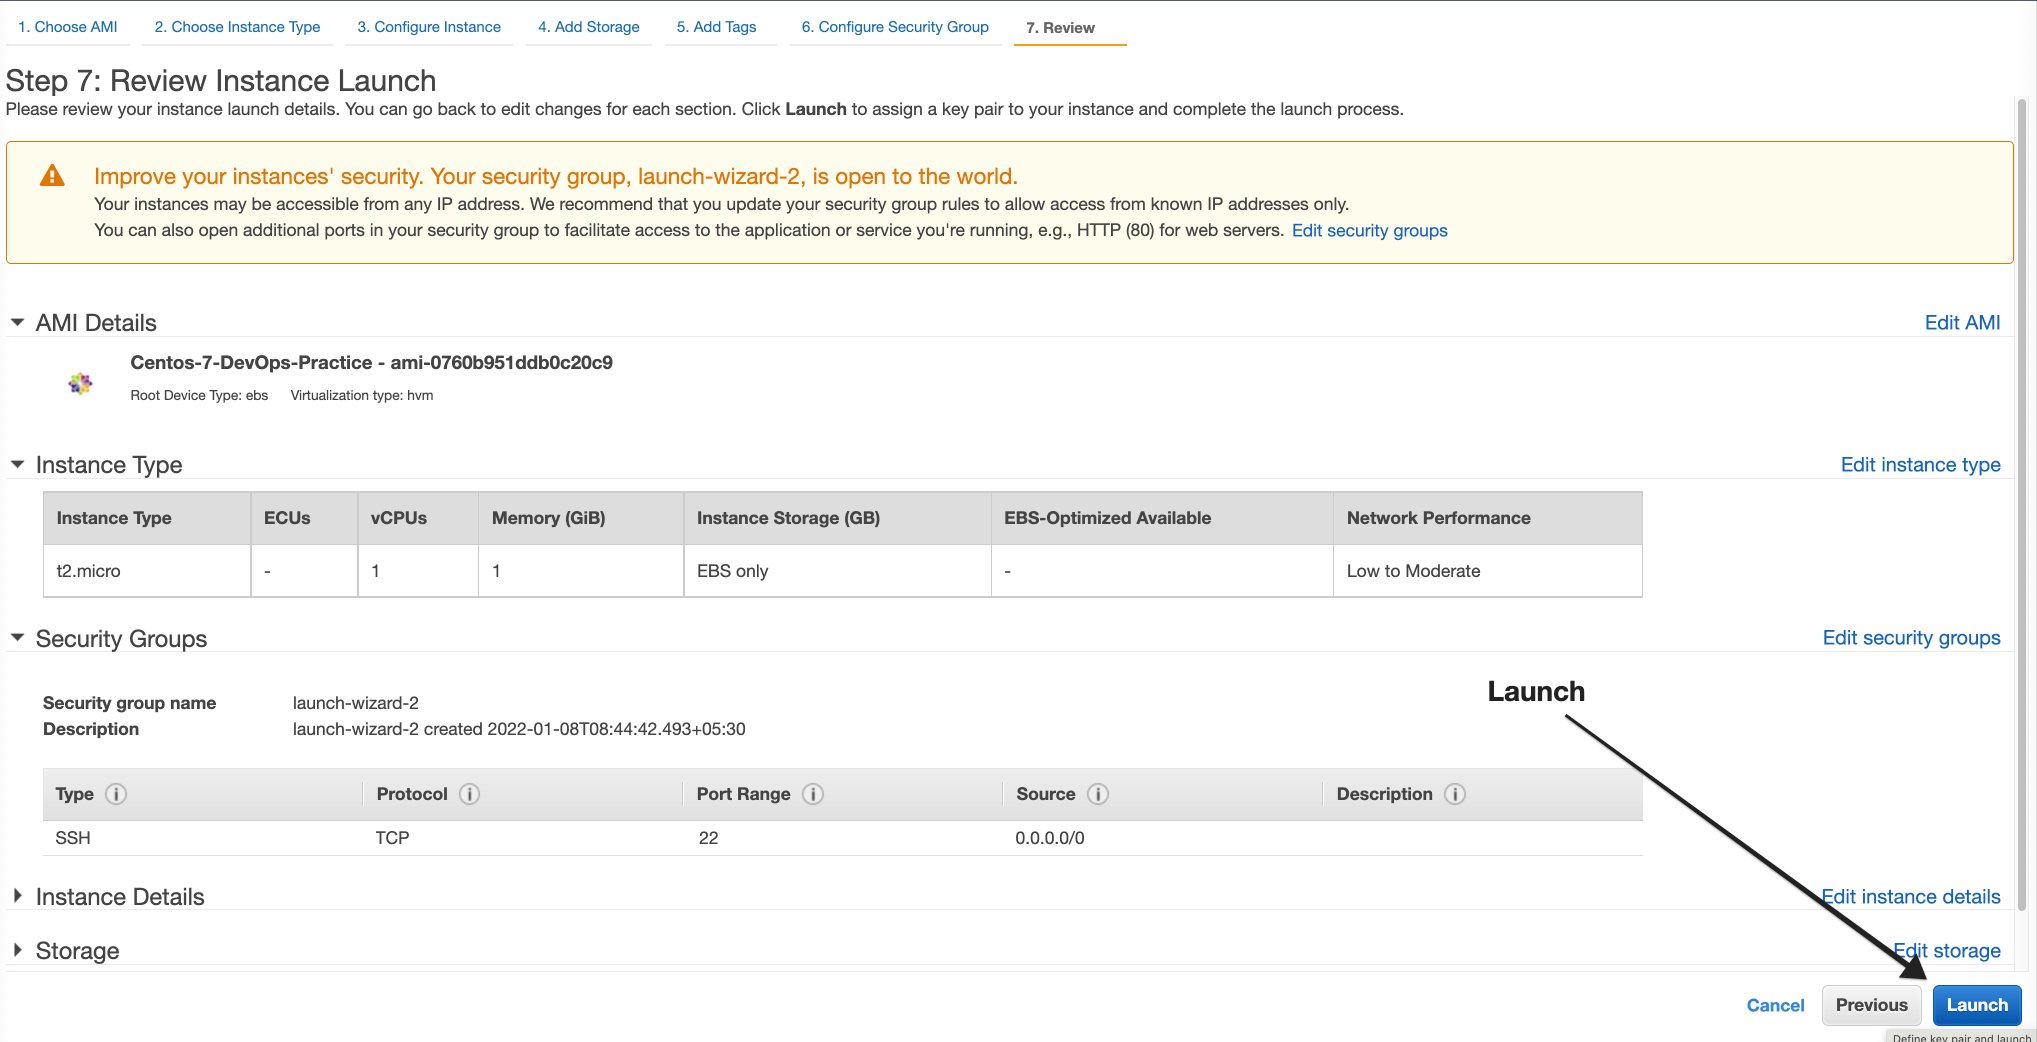 1. Choose AMI 2. Choose Instance Type 3. Configure Instance 4. Add Storage 5. Add Tags 6. Configure Security Group 7. Review
Step 7: Review Instance Launch
Please review your instance launch details. You can go back to edit changes for each section. Click Launch to assign a key pair to your instance and complete the launch process.
Improve your instances' security. Your security group, launch-wizard-2, is open to the world.
Your instances may be accessible from any IP address. We recommend that you update your security group rules to allow access from known IP addresses only.
You can also open additional ports in your security group to facilitate access to the application or service you're running, e.g., HTTP (80) for web servers. Edit security groups
AMI Details Edit AMI
Centos-7-DevOps-Practice - ami-0760b951ddb0c20c9
Root Device Type: ebs Virtualization type: hvm
Instance Type Edit instance type
Instance Type ECUs vCPUs Memory (GiB) Instance Storage (GB) EBS-Optimized Available Network Performance
t2.micro - 1 1 EBS only - Low to Moderate
Security Groups Edit security groups
Launch
Security group name launch-wizard-2
Description launch-wizard-2 created 2022-01-08T08:44:42.493+05:30
Type Protocol Port Range Source Description
SSH TCP 22 0.0.0.0/0
Instance Details Edit instance details
Storage Edit storage
Cancel Previous Launch
Define key pair and launch